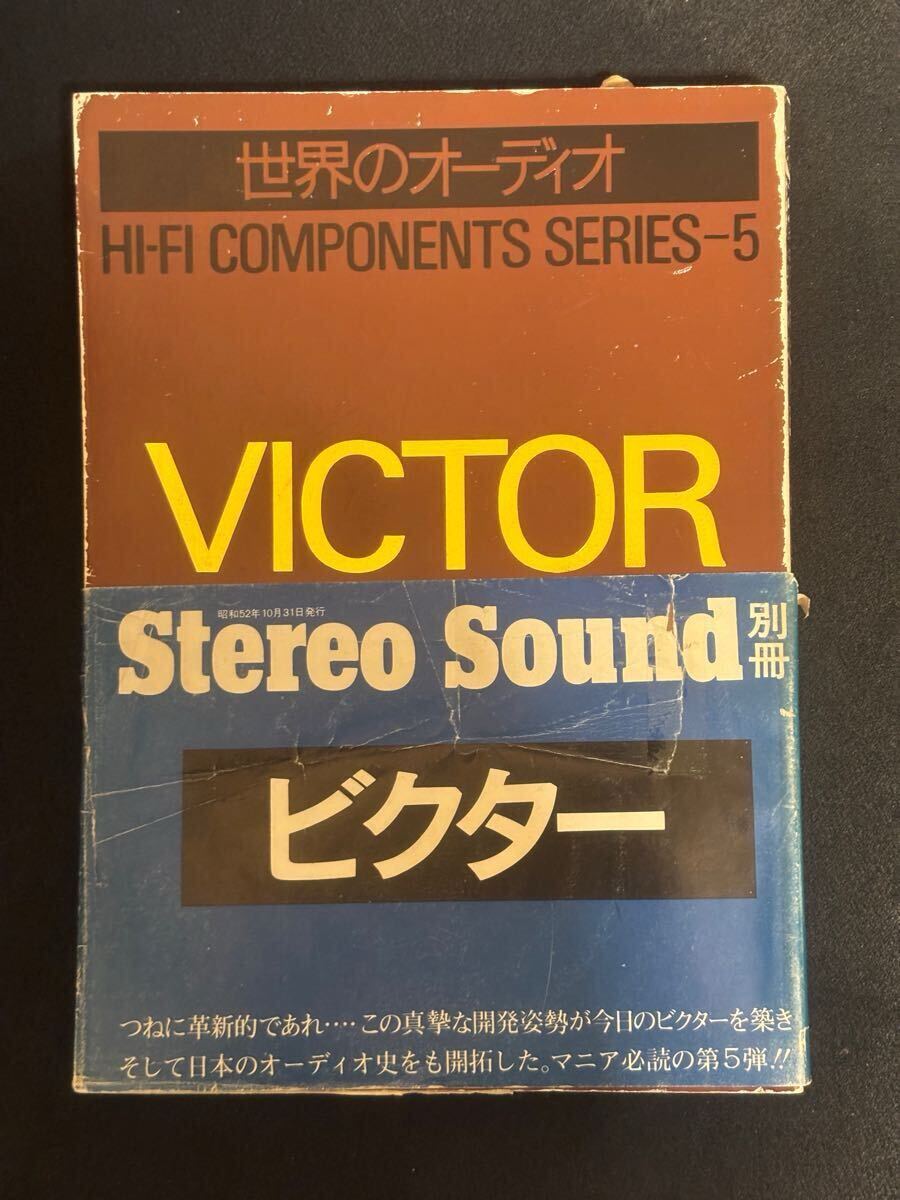 世界のオーディオ
HI-FI COMPONENTS SERIES-5
VICTOR
昭和52年10月31日発行
Stereo Sound 別冊
ビクター
つねに革新的であれ‥‥この真摯な開発姿勢が今日のビクターを築き
そして日本のオーディオ史をも開拓した。マニア必読の第5弾!!